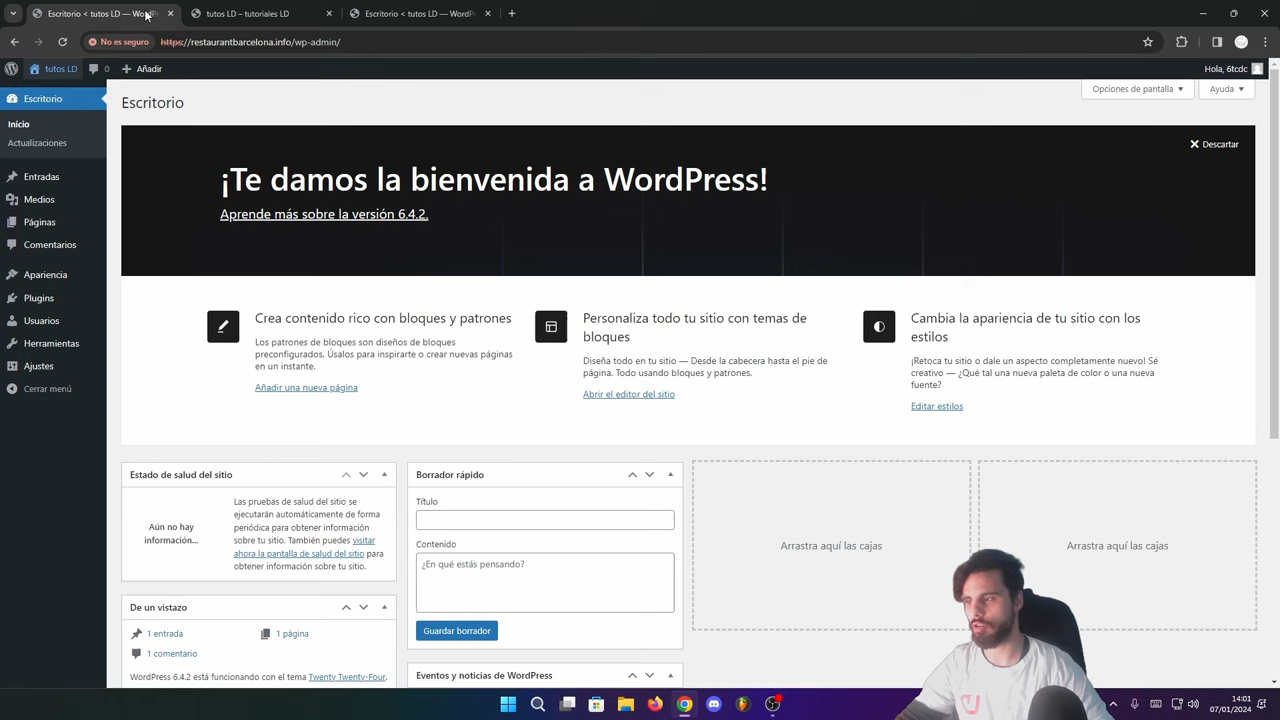 Escritorio < tutos LD — WordPr
tutos LD – tutoriales LD
Escritorio < tutos LD — WordPr
No es seguro
https://restaurantbarcelona.info/wp-admin/
tutos LD
0
Añadir
Hola, 6tcdc
Escritorio
Inicio
Actualizaciones
Entradas
Medios
Páginas
Comentarios
Apariencia
Plugins
Usuarios
Herramientas
Ajustes
Cerrar menú
Escritorio
Opciones de pantalla
Ayuda
Descartar
¡Te damos la bienvenida a WordPress!
Aprende más sobre la versión 6.4.2.
Crea contenido rico con bloques y patrones
Los patrones de bloques son diseños de bloques
preconfigurados. Úsalos para inspirarte o crear nuevas páginas
en un instante.
Añadir una nueva página
Personaliza todo tu sitio con temas de
bloques
Diseña todo en tu sitio — Desde la cabecera hasta el pie de
página. Todo usando bloques y patrones.
Abrir el editor del sitio
Cambia la apariencia de tu sitio con los
estilos
¡Retoca tu sitio o dale un aspecto completamente nuevo! Sé
creativo — ¿Qué tal una nueva paleta de color o una nueva
fuente?
Editar estilos
Estado de salud del sitio
Aún no hay
información...
Las pruebas de salud del sitio se
ejecutarán automáticamente de forma
periódica para obtener información
sobre tu sitio. También puedes visitar
ahora la pantalla de salud del sitio para
obtener información sobre tu sitio.
De un vistazo
1 entrada
1 página
1 comentario
WordPress 6.4.2 está funcionando con el tema Twenty Twenty-Four.
Borrador rápido
Título
Contenido
¿En qué estás pensando?
Guardar borrador
Eventos y noticias de WordPress
Arrastra aquí las cajas
Arrastra aquí las cajas
14:01
07/01/2024